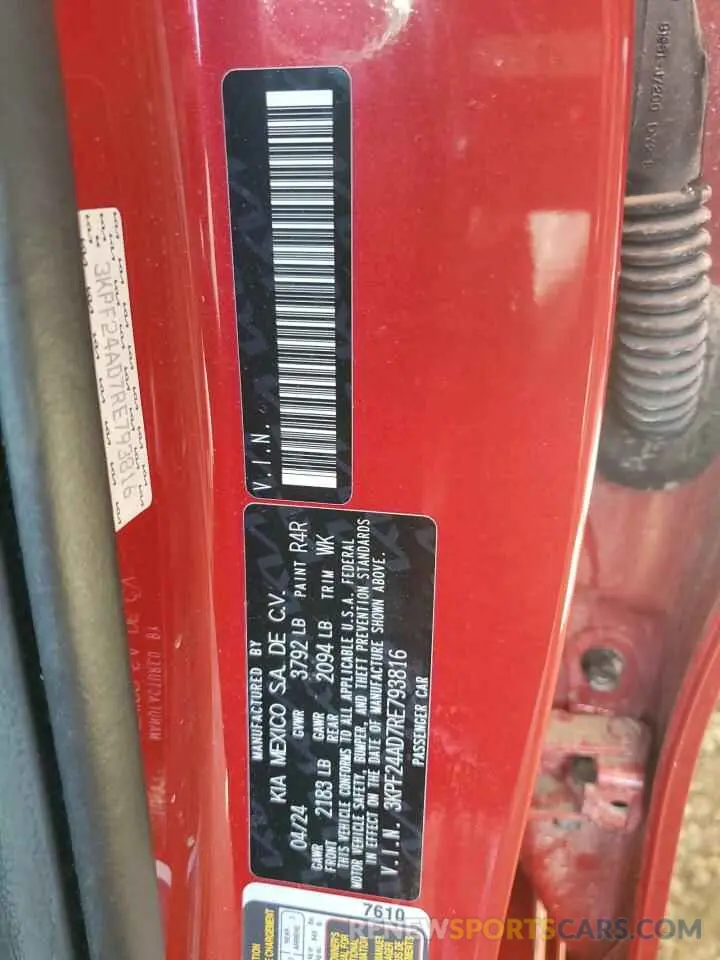 V.I.N.
MANUFACTURED BY
KIA MEXICO S.A. DE C.V.
04/24 GVWR 3792 LB PAINT R4R
GAWR FRONT 2183 LB GAWR REAR 2094 LB TRIM WK
THIS VEHICLE CONFORMS TO ALL APPLICABLE U.S.A. FEDERAL
MOTOR VEHICLE SAFETY, BUMPER, AND THEFT PREVENTION STANDARDS
IN EFFECT ON THE DATE OF MANUFACTURE SHOWN ABOVE.
V.I.N. 3KPF24AD7RE793816
PASSENGER CAR
3KPF24AD7RE793816
7610
RENEWSPORTSCARS.COM